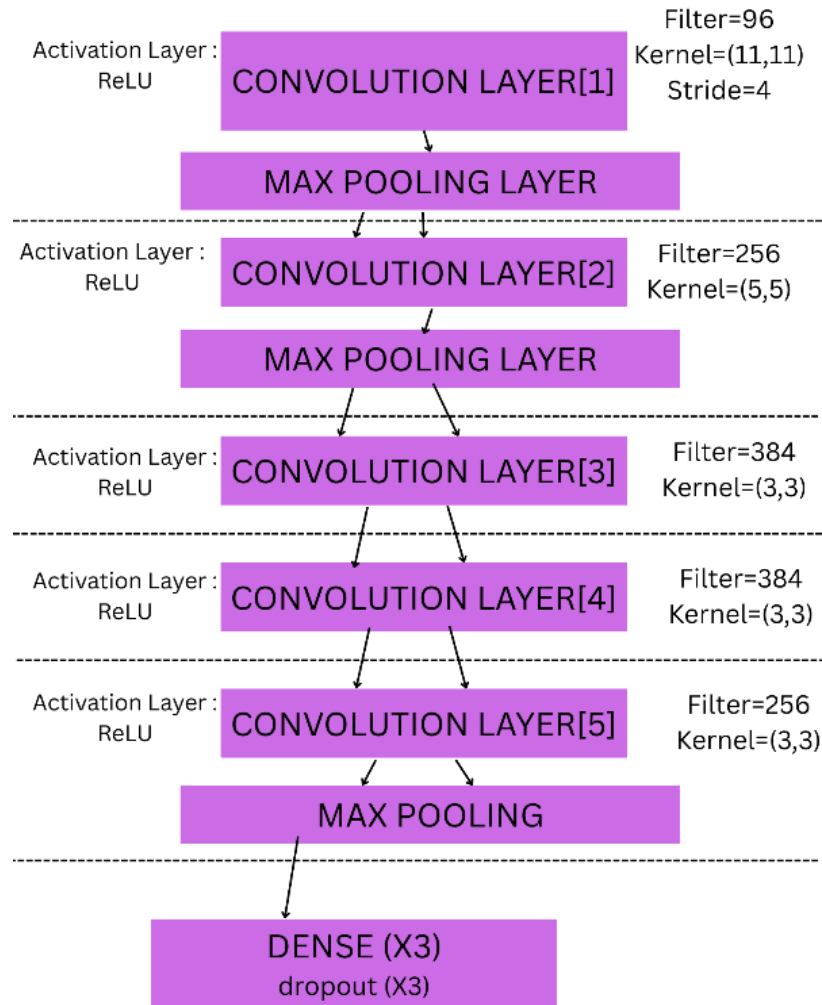 Activation Layer :
ReLU
CONVOLUTION LAYER[1]
Filter=96
Kernel=(11,11)
Stride=4
MAX POOLING LAYER
Activation Layer :
ReLU
CONVOLUTION LAYER[2]
Filter=256
Kernel=(5,5)
MAX POOLING LAYER
Activation Layer :
ReLU
CONVOLUTION LAYER[3]
Filter=384
Kernel=(3,3)
Activation Layer :
ReLU
CONVOLUTION LAYER[4]
Filter=384
Kernel=(3,3)
Activation Layer :
ReLU
CONVOLUTION LAYER[5]
Filter=256
Kernel=(3,3)
MAX POOLING
DENSE (X3)
dropout (X3)